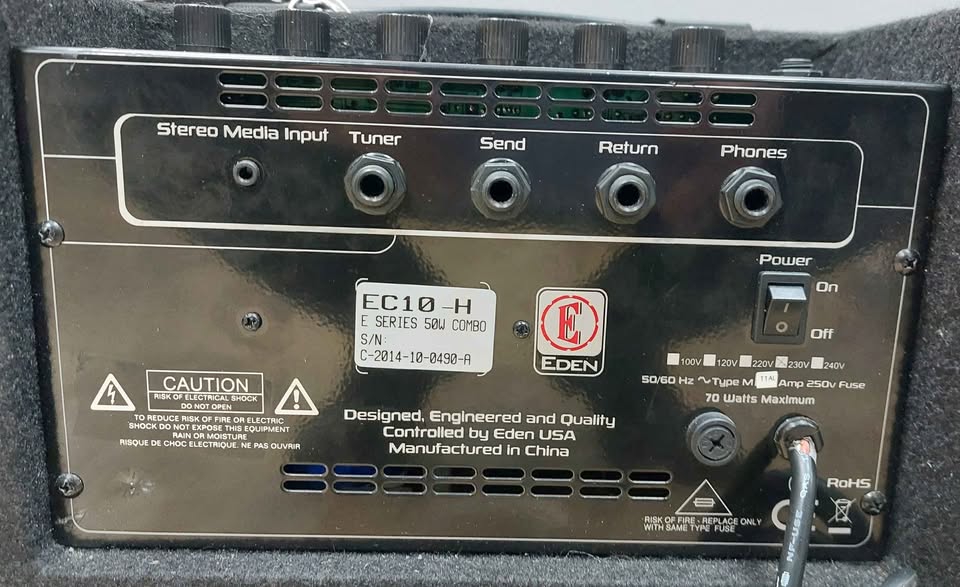 Stereo Media Input
Tuner
Send
Return
Phones
Power
On
Off
EC10-H
E SERIES 50W COMBO
S/N:
C-2014-10-0490-A
E
EDEN
100V 120V 220V 230V 240V
50/60 Hz ~ Type M Amp 250v Fuse
70 Watts Maximum
CAUTION
RISK OF ELECTRICAL SHOCK
DO NOT OPEN
TO REDUCE RISK OF FIRE OR ELECTRIC
SHOCK DO NOT EXPOSE THIS EQUIPMENT
RAIN OR MOISTURE
RISQUE DE CHOC ELECTRIQUE. NE PAS OUVRIR
Designed, Engineered and Quality
Controlled by Eden USA
Manufactured in China
RoHS
RISK OF FIRE - REPLACE ONLY
WITH SAME TYPE FUSE